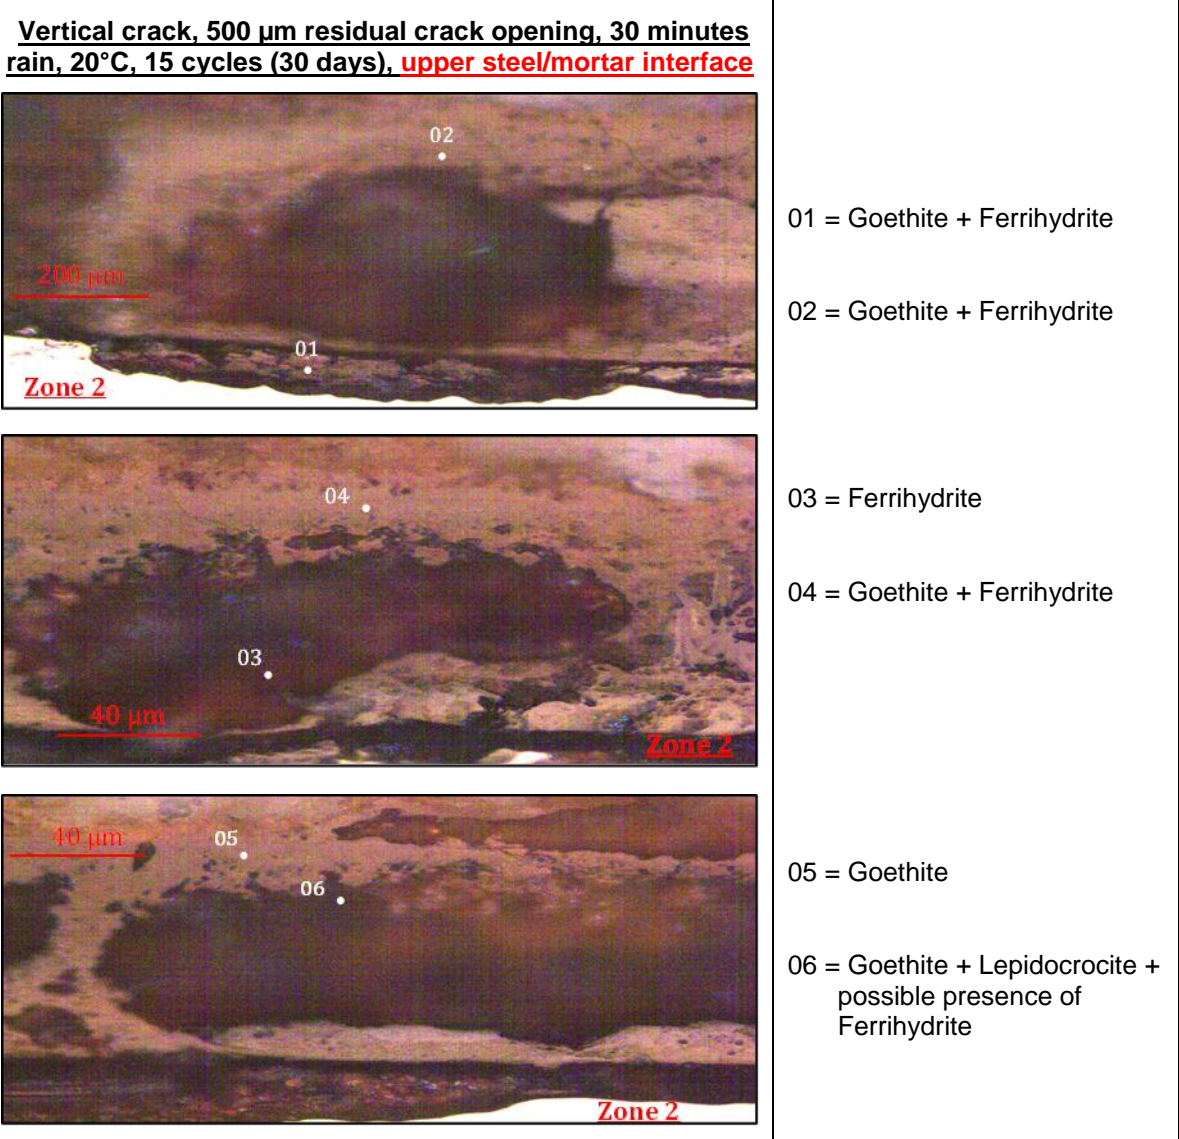 Vertical crack, 500 µm residual crack opening, 30 minutes
rain, 20°C, 15 cycles (30 days), upper steel/mortar interface
02
200 µm
01
Zone 2
01 = Goethite + Ferrihydrite
02 = Goethite + Ferrihydrite
04
03
40 µm
Zone 2
03 = Ferrihydrite
04 = Goethite + Ferrihydrite
40 µm
05
06
Zone 2
05 = Goethite
06 = Goethite + Lepidocrocite +
possible presence of
Ferrihydrite